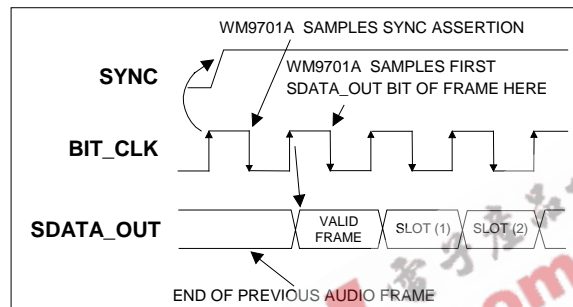 WM9701A SAMPLES SYNC ASSERTION
SYNC
WM9701A SAMPLES FIRST
SDATA_OUT BIT OF FRAME HERE
BIT_CLK
SDATA_OUT
VALID
FRAME
SLOT (1)
SLOT (2)
END OF PREVIOUS AUDIO FRAME